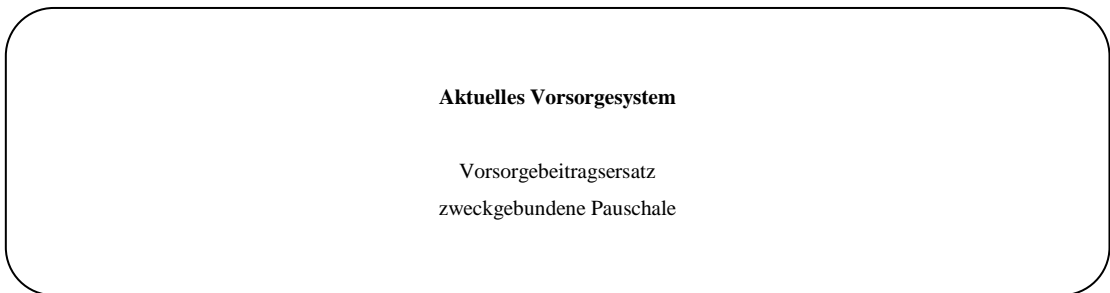 Aktuelles Vorsorgesystem
Vorsorgebeitragsersatz
zweckgebundene Pauschale